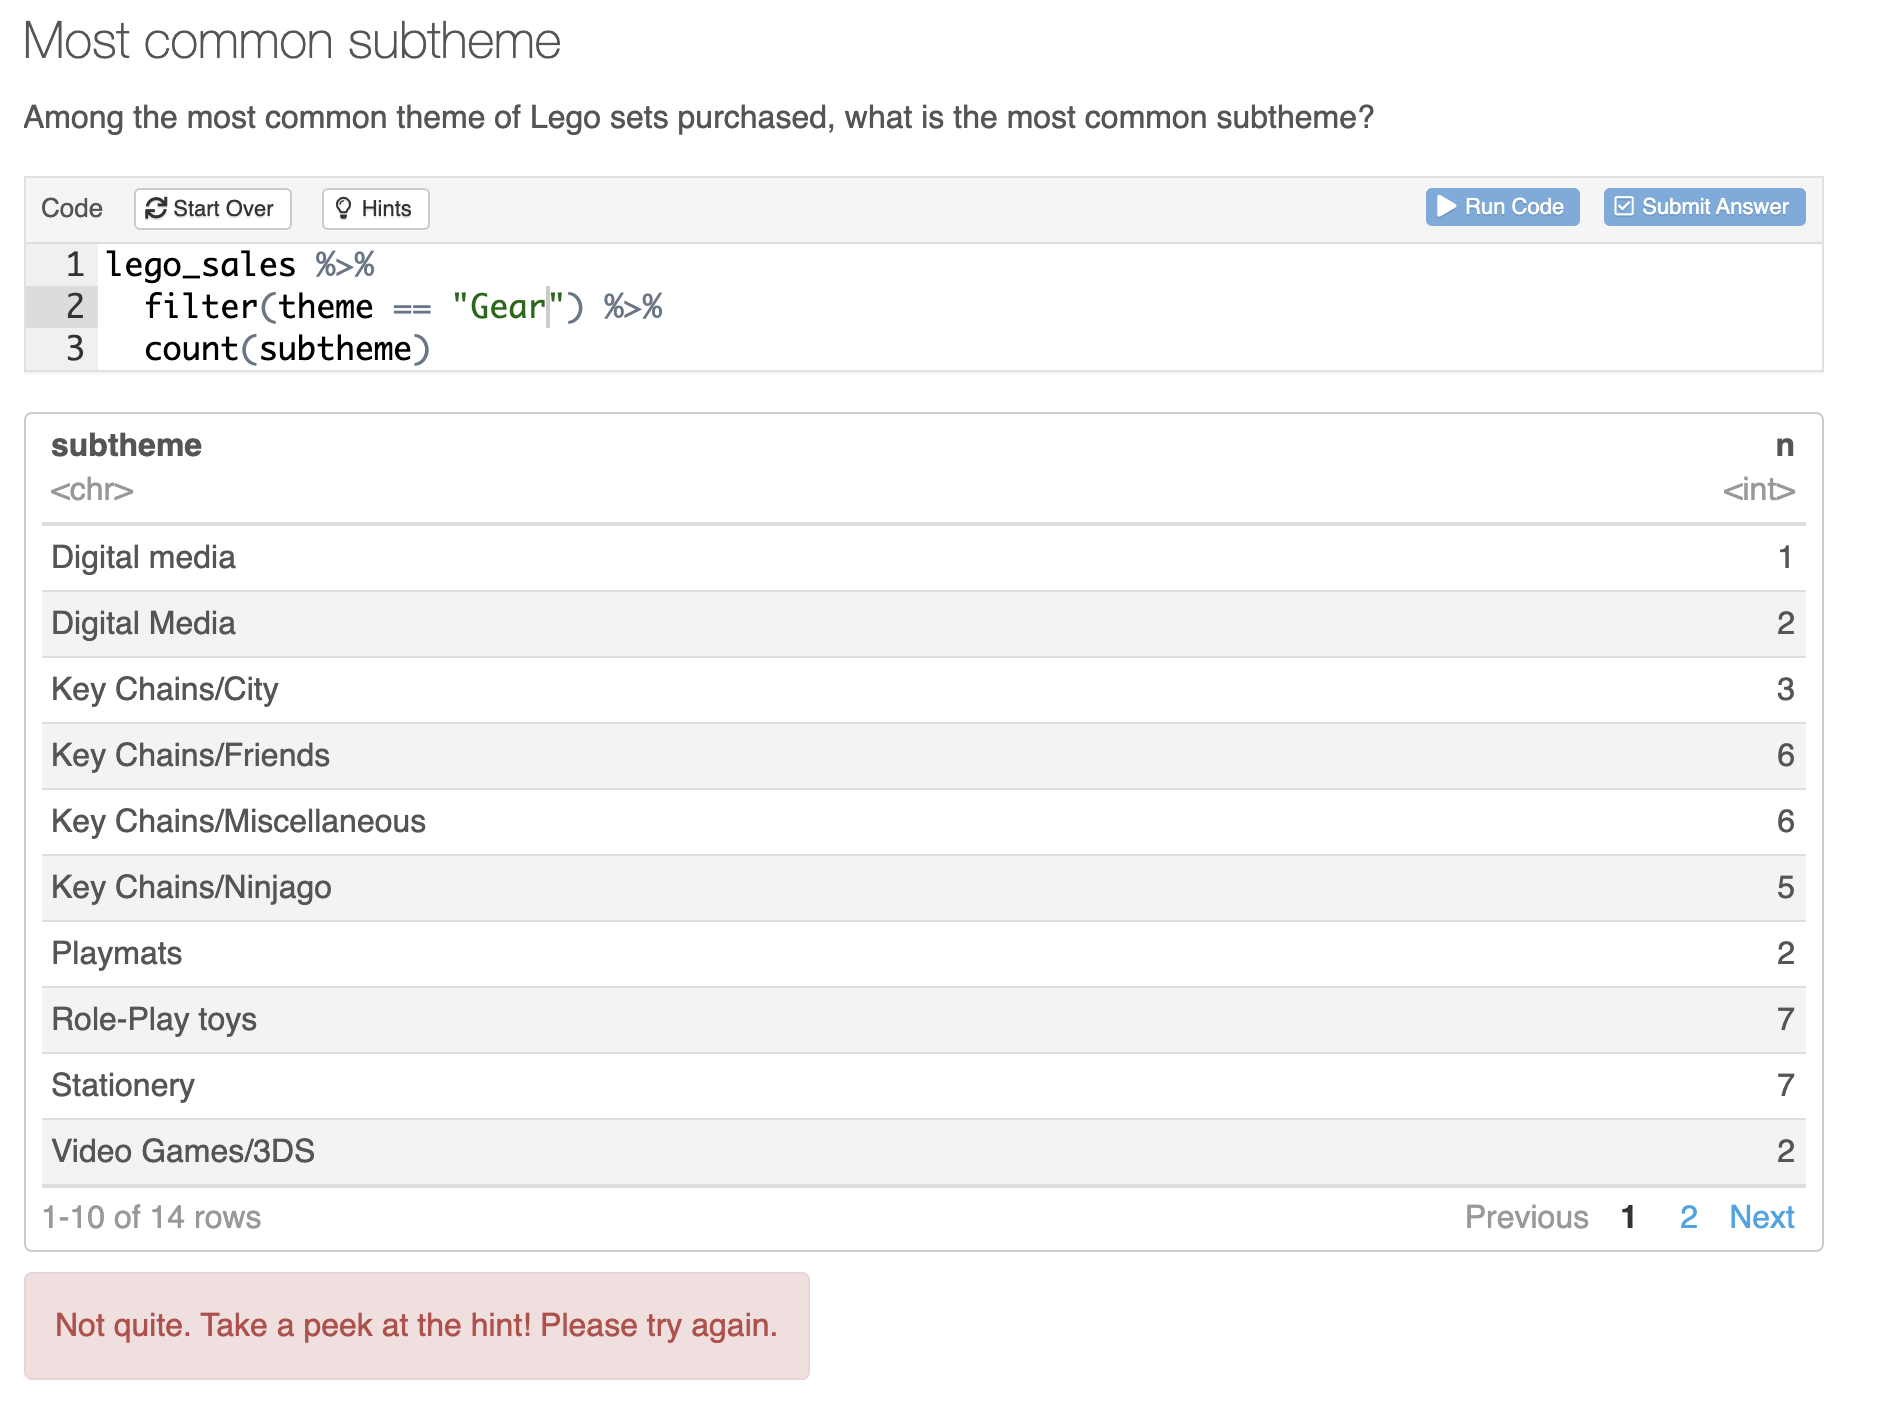 Most common subtheme
Among the most common theme of Lego sets purchased, what is the most common subtheme?
Code Start Over Hints Run Code Submit Answer
1 lego_sales %>%
2 filter(theme == "Gear") %>%
3 count(subtheme)
subtheme n
<chr> <int>
Digital media 1
Digital Media 2
Key Chains/City 3
Key Chains/Friends 6
Key Chains/Miscellaneous 6
Key Chains/Ninjago 5
Playmats 2
Role-Play toys 7
Stationery 7
Video Games/3DS 2
1-10 of 14 rows Previous 1 2 Next
Not quite. Take a peek at the hint! Please try again.